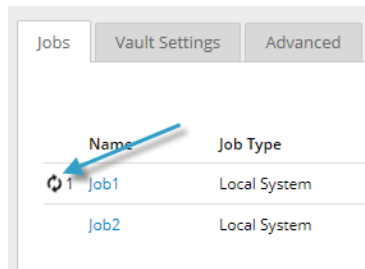 Jobs Vault Settings Advanced
Name Job Type
1 Job1 Local System
Job2 Local System